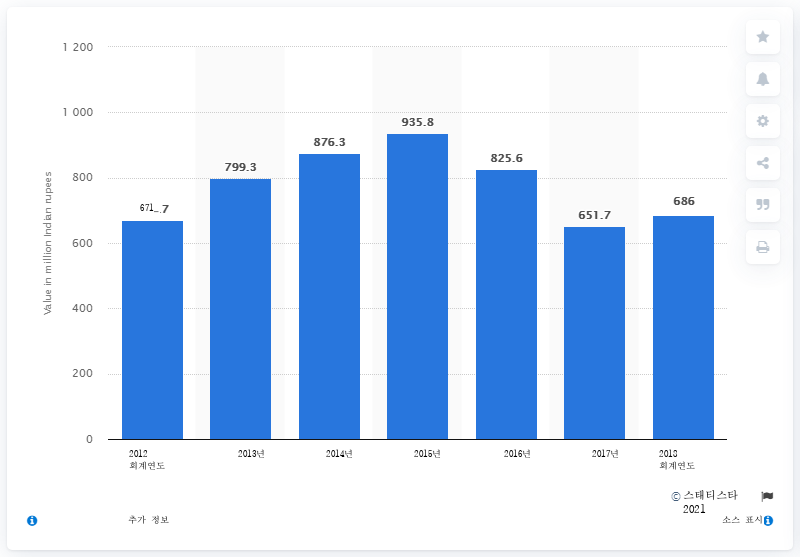 1 200
1 000
800
600
400
200
0
Value in million Indian rupees
671_.7
799.3
876.3
935.8
825.6
651.7
686
2012
회계연도
2013년
2014년
2015년
2016년
2017년
2018
회계연도
© 스태티스타
2021
추가 정보
소스 표시